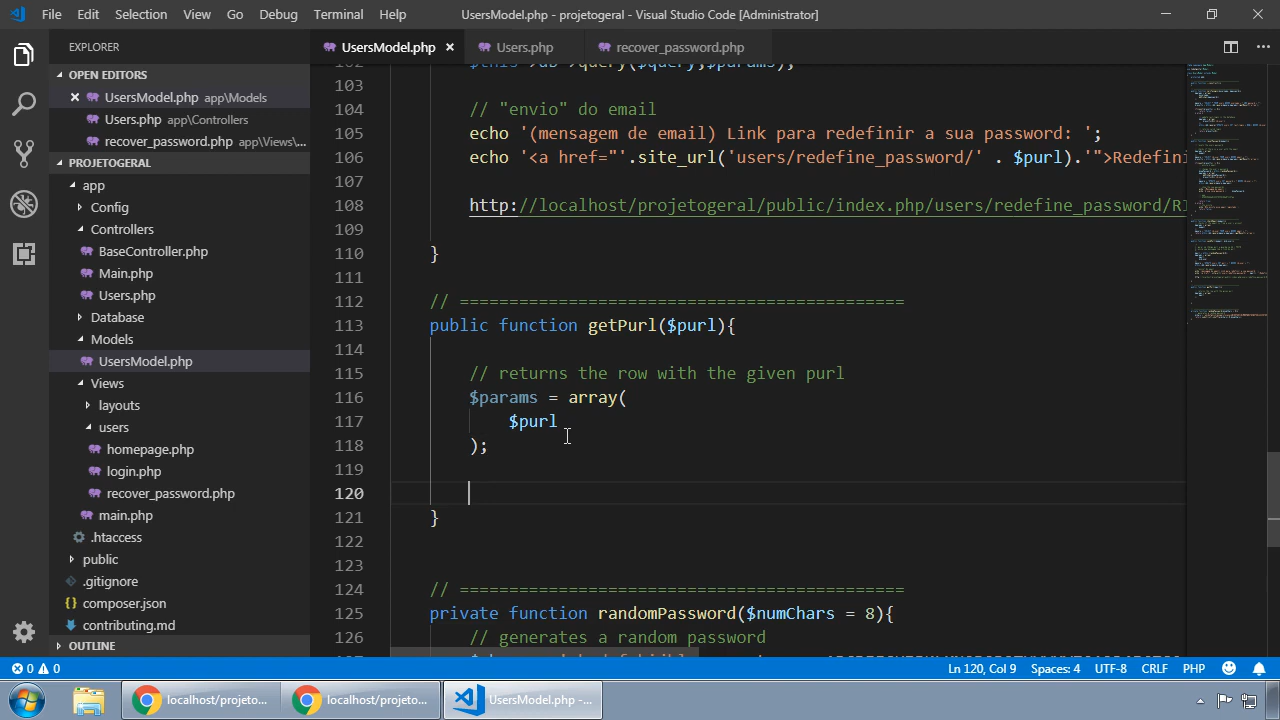 File Edit Selection View Go Debug Terminal Help UsersModel.php - projetogeral - Visual Studio Code [Administrator]
EXPLORER
OPEN EDITORS
UsersModel.php app\Models
Users.php app\Controllers
recover_password.php app\Views\...
PROJETOGERAL
app
Config
Controllers
BaseController.php
Main.php
Users.php
Database
Models
UsersModel.php
Views
layouts
users
homepage.php
login.php
recover_password.php
main.php
.htaccess
public
.gitignore
composer.json
contributing.md
OUTLINE
UsersModel.php Users.php recover_password.php
102 $this->db->query($query,$params);
103
104 // "envio" do email
105 echo '(mensagem de email) Link para redefinir a sua password: ';
106 echo '<a href="'.site_url('users/redefine_password/' . $purl).'">Redefini
107
108 http://localhost/projetogeral/public/index.php/users/redefine_password/RI
109
110 }
111
112 // =============================================
113 public function getPurl($purl){
114
115 // returns the row with the given purl
116 $params = array(
117 $purl
118 );
119
120
121 }
122
123
124 // =============================================
125 private function randomPassword($numChars = 8){
126 // generates a random password
0 0 Ln 120, Col 9 Spaces: 4 UTF-8 CRLF PHP
localhost/projeto... localhost/projeto... UsersModel.php -...